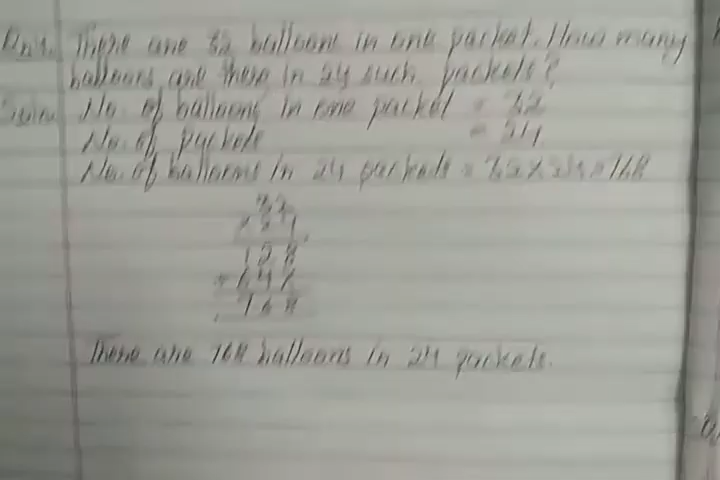 There are 32 balloons in one packet. How many
balloons are there in 24 such packets?
No. of balloons in one packet = 32
No. of packets = 24
No. of balloons in 24 packets = 32 x 24 = 768
32
x 24
128
+ 64x
768
There are 768 balloons in 24 packets.